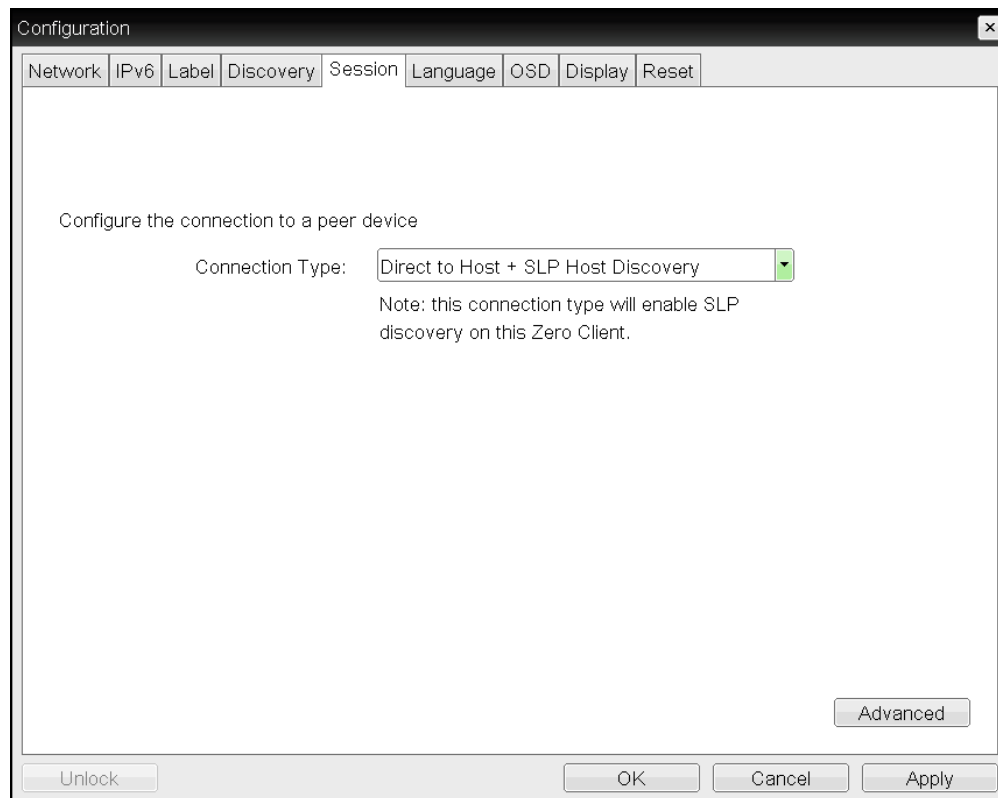 Configuration
Network IPv6 Label Discovery Session Language OSD Display Reset
Configure the connection to a peer device
Connection Type: Direct to Host + SLP Host Discovery
Note: this connection type will enable SLP
discovery on this Zero Client.
Advanced
Unlock OK Cancel Apply